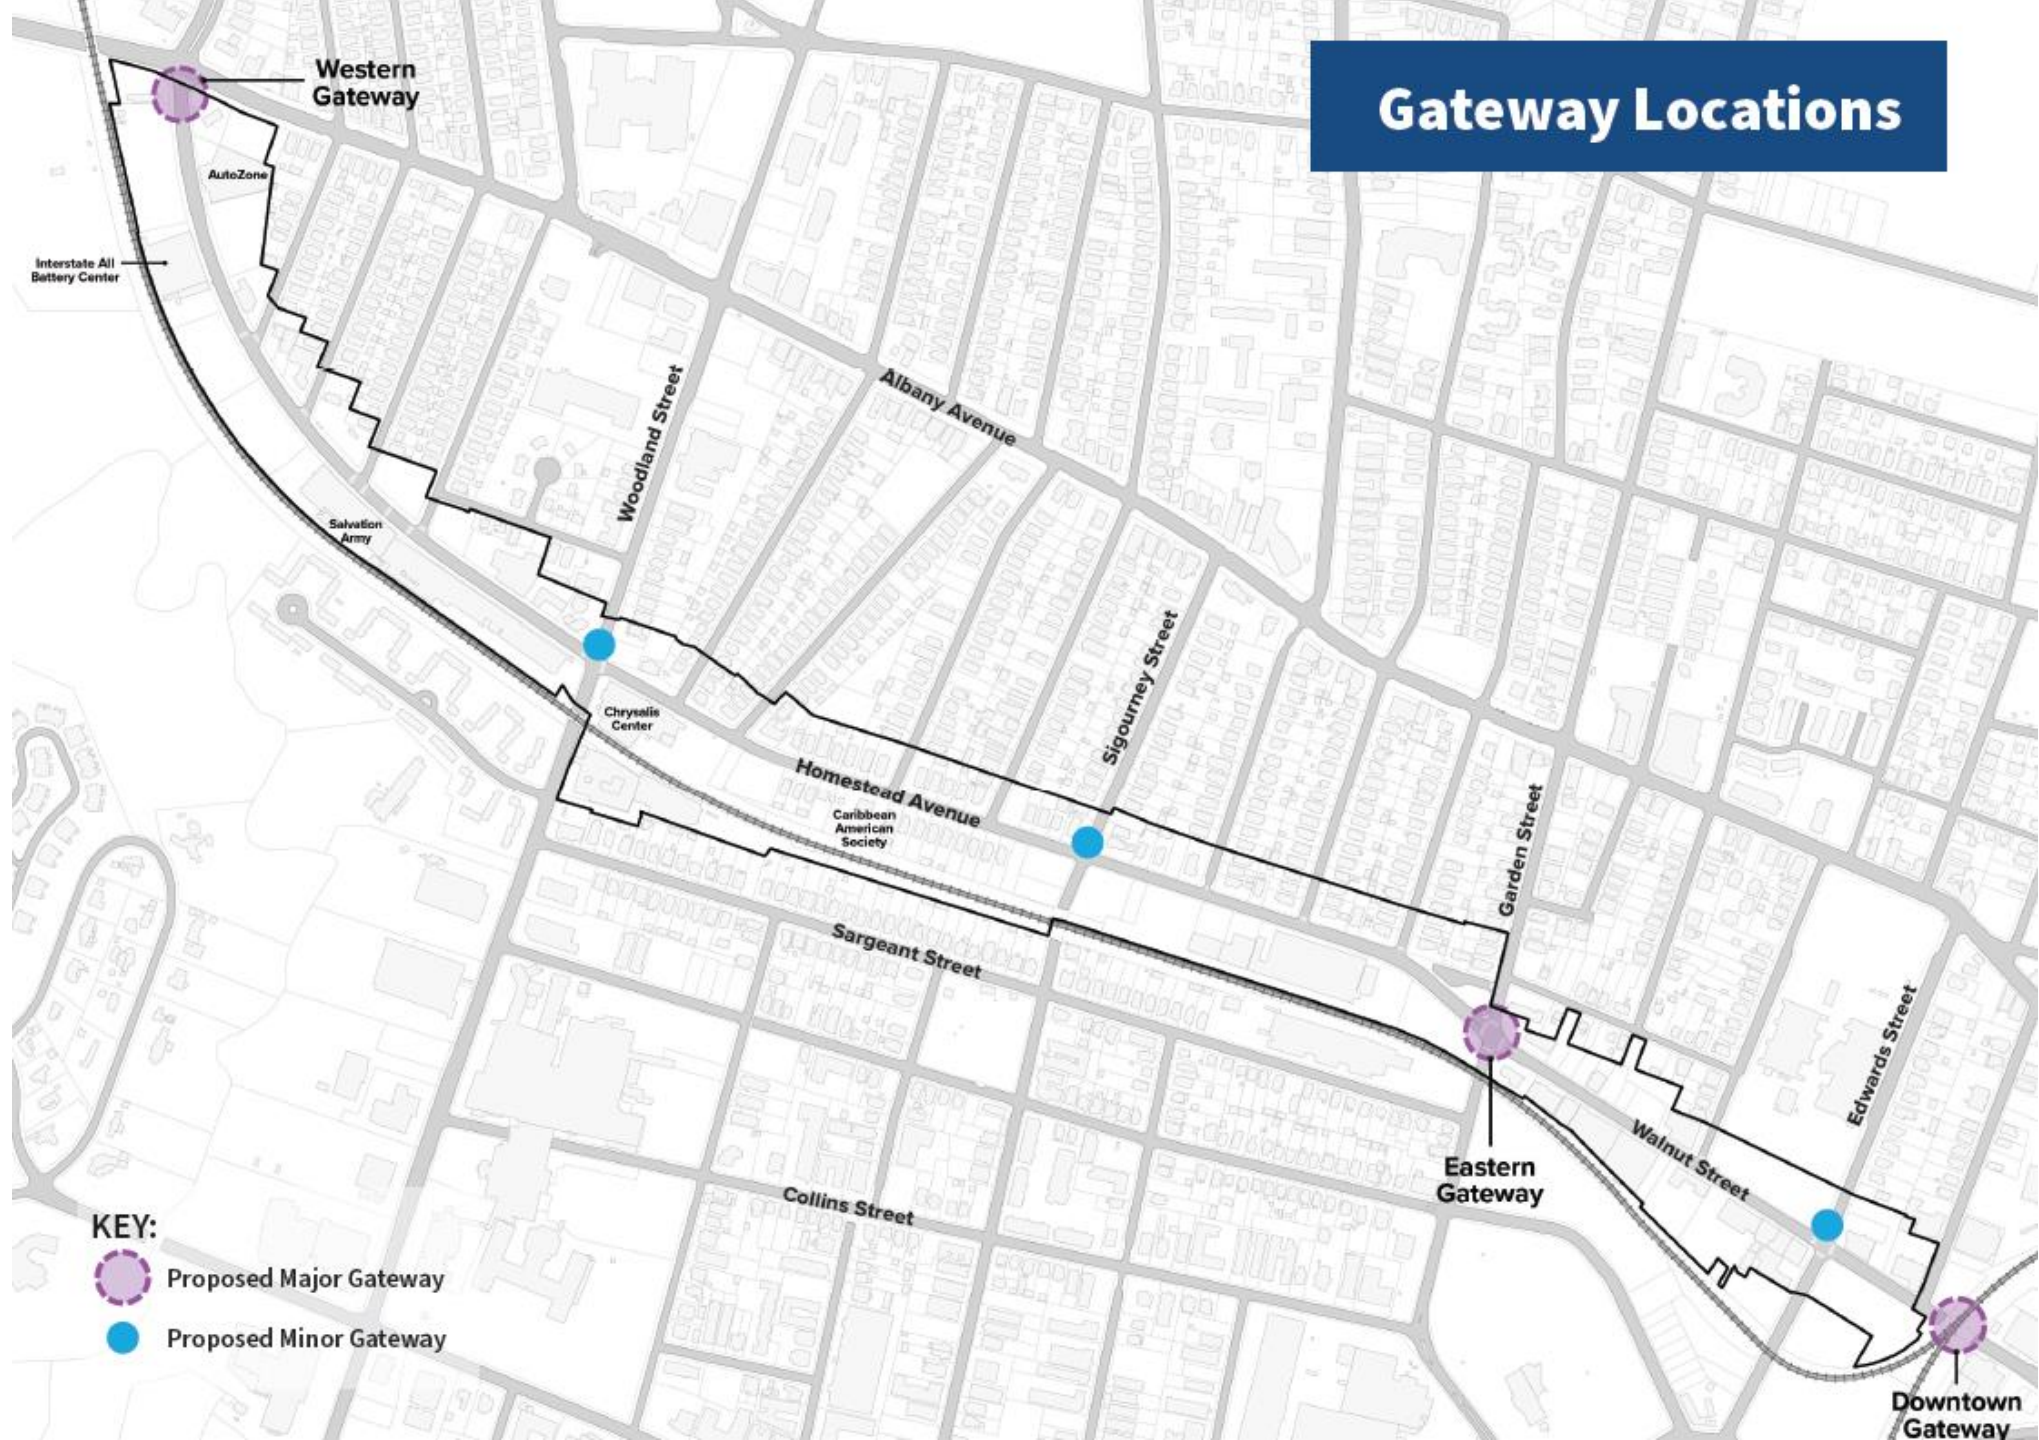 Western
Gateway
Gateway Locations
AutoZone
Interstate All
Battery Center
Woodland Street
Albany Avenue
Salvation
Army
Sigourney Street
Chrysalis
Center
Homestead Avenue
Caribbean
American
Society
Garden Street
Sargeant Street
Edwards Street
Walnut Street
Eastern
Gateway
Collins Street
KEY:
Proposed Major Gateway
Proposed Minor Gateway
Downtown
Gateway